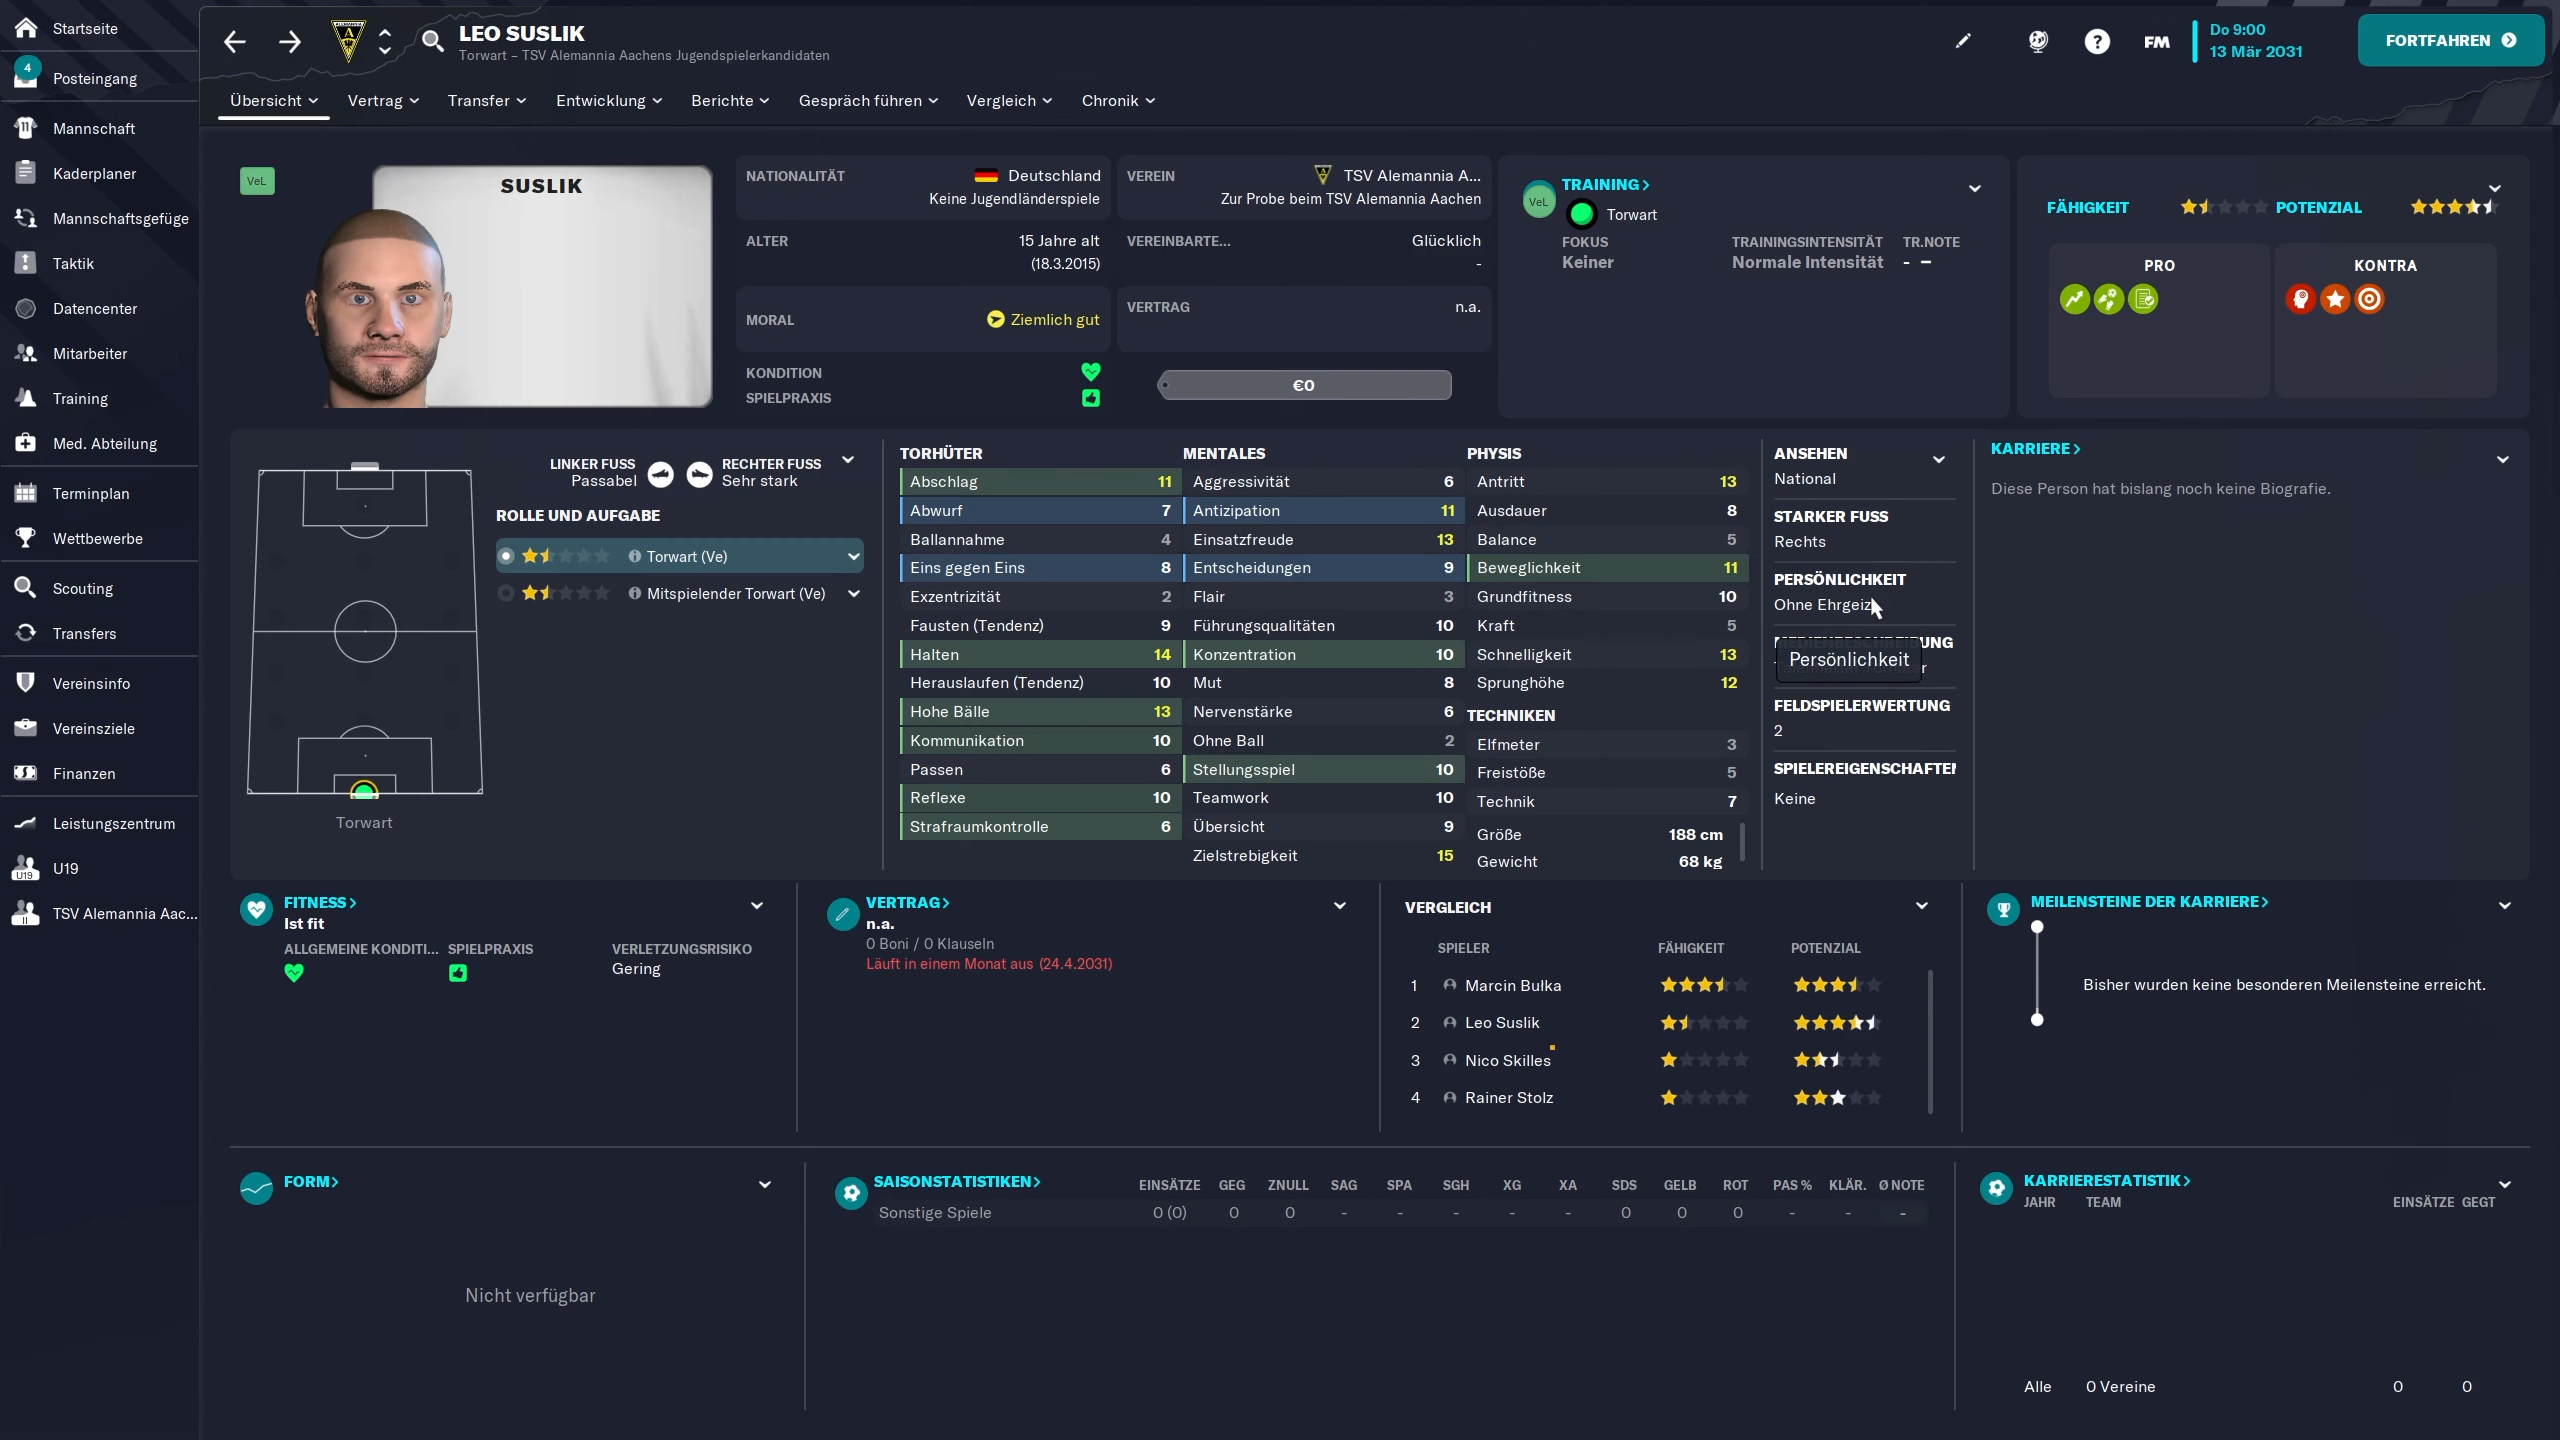 Startseite
4
Posteingang
Mannschaft
Kaderplaner
Mannschaftsgefüge
Taktik
Datencenter
Mitarbeiter
Training
Med. Abteilung
Terminplan
Wettbewerbe
Scouting
Transfers
Vereinsinfo
Vereinsziele
Finanzen
Leistungszentrum
U19
U19
TSV Alemannia Aac...
LEO SUSLIK
Torwart – TSV Alemannia Aachens Jugendspielerkandidaten
FM
Do 9:00
13 Mär 2031
FORTFAHREN
Übersicht Vertrag Transfer Entwicklung Berichte Gespräch führen Vergleich Chronik
VeL
SUSLIK
NATIONALITÄT Deutschland
Keine Jugendländerspiele
ALTER 15 Jahre alt
(18.3.2015)
MORAL Ziemlich gut
KONDITION
SPIELPRAXIS
VEREIN TSV Alemannia A...
Zur Probe beim TSV Alemannia Aachen
VEREINBARTE... Glücklich
-
VERTRAG n.a.
€0
VeL
TRAINING
Torwart
FOKUS TRAININGSINTENSITÄT TR.NOTE
Keiner Normale Intensität - –
FÄHIGKEIT POTENZIAL
PRO KONTRA
LINKER FUSS RECHTER FUSS
Passabel Sehr stark
ROLLE UND AUFGABE
Torwart (Ve)
Mitspielender Torwart (Ve)
Torwart
TORHÜTER
Abschlag 11
Abwurf 7
Ballannahme 4
Eins gegen Eins 8
Exzentrizität 2
Fausten (Tendenz) 9
Halten 14
Herauslaufen (Tendenz) 10
Hohe Bälle 13
Kommunikation 10
Passen 6
Reflexe 10
Strafraumkontrolle 6
MENTALES
Aggressivität 6
Antizipation 11
Einsatzfreude 13
Entscheidungen 9
Flair 3
Führungsqualitäten 10
Konzentration 10
Mut 8
Nervenstärke 6
Ohne Ball 2
Stellungsspiel 10
Teamwork 10
Übersicht 9
Zielstrebigkeit 15
PHYSIS
Antritt 13
Ausdauer 8
Balance 5
Beweglichkeit 11
Grundfitness 10
Kraft 5
Schnelligkeit 13
Sprunghöhe 12
TECHNIKEN
Elfmeter 3
Freistöße 5
Technik 7
Größe 188 cm
Gewicht 68 kg
ANSEHEN
National
STARKER FUSS
Rechts
PERSÖNLICHKEIT
Ohne Ehrgeiz
MEDIENBESCHREIBUNG
Persönlichkeit
FELDSPIELERWERTUNG
2
SPIELEREIGENSCHAFTEN
Keine
KARRIERE
Diese Person hat bislang noch keine Biografie.
FITNESS
Ist fit
ALLGEMEINE KONDITI... SPIELPRAXIS VERLETZUNGSRISIKO
Gering
VERTRAG
n.a.
0 Boni / 0 Klauseln
Läuft in einem Monat aus (24.4.2031)
VERGLEICH
SPIELER FÄHIGKEIT POTENZIAL
1 Marcin Bułka
2 Leo Suslik
3 Nico Skilles
4 Rainer Stolz
MEILENSTEINE DER KARRIERE
Bisher wurden keine besonderen Meilensteine erreicht.
FORM
Nicht verfügbar
SAISONSTATISTIKEN EINSÄTZE GEG ZNULL SAG SPA SGH XG XA SDS GELB ROT PAS % KLÄR. Ø NOTE
Sonstige Spiele 0 (0) 0 0 - - - - - 0 0 0 - - -
KARRIERESTATISTIK
JAHR TEAM EINSÄTZE GEGT
Alle 0 Vereine 0 0